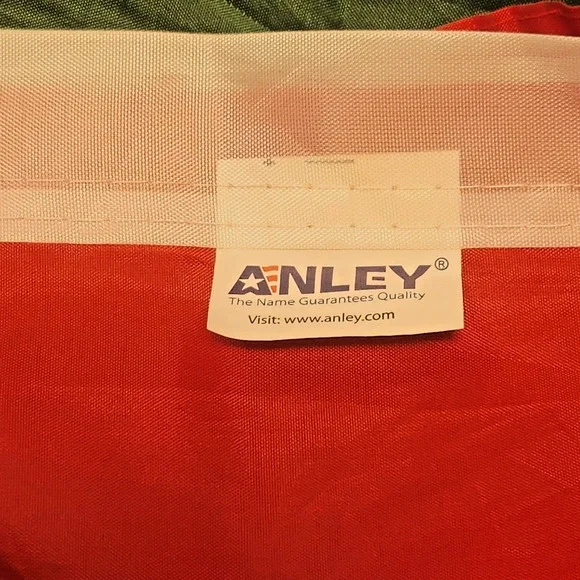 ANLEY®
The Name Guarantees Quality
Visit: www.anley.com